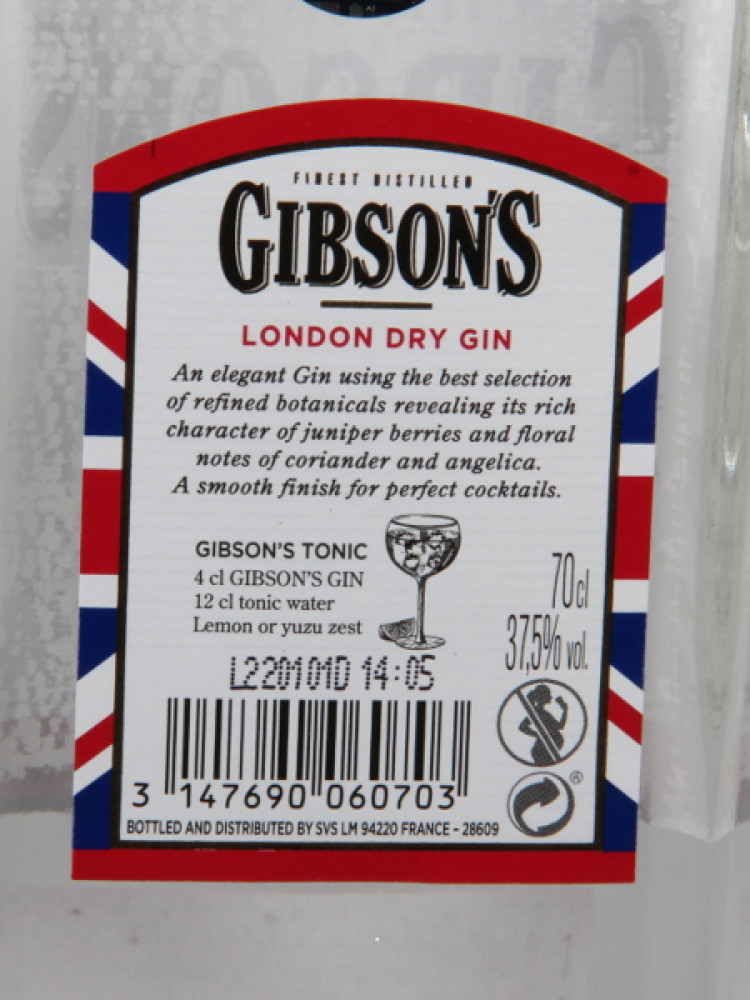 FINEST DISTILLED
GIBSON'S
LONDON DRY GIN
An elegant Gin using the best selection
of refined botanicals revealing its rich
character of juniper berries and floral
notes of coriander and angelica.
A smooth finish for perfect cocktails.
GIBSON'S TONIC
4 cl GIBSON'S GIN
12 cl tonic water
Lemon or yuzu zest
70cl
37,5% vol.
L220101D 14:05
3 147690 060703
®
BOTTLED AND DISTRIBUTED BY SVS LM 94220 FRANCE - 28609